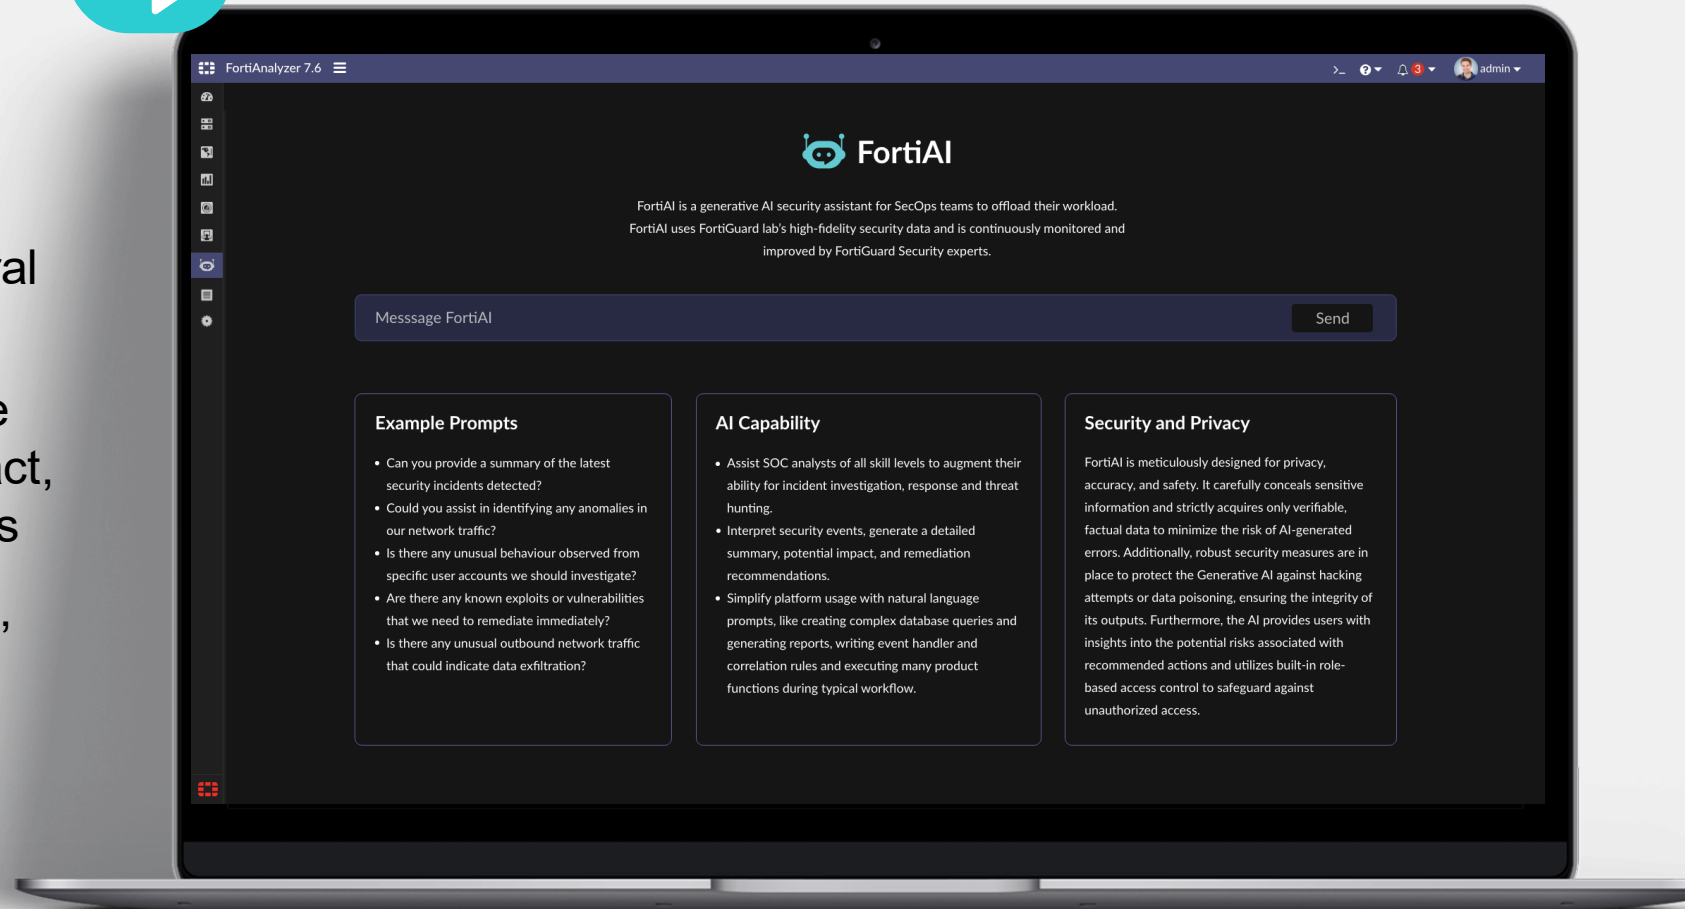 FortiAnalyzer 7.6
3
admin
FortiAI
FortiAI is a generative AI security assistant for SecOps teams to offload their workload.
FortiAI uses FortiGuard lab's high-fidelity security data and is continuously monitored and
improved by FortiGuard Security experts.
Messsage FortiAI
Send
Example Prompts
• Can you provide a summary of the latest
security incidents detected?
• Could you assist in identifying any anomalies in
our network traffic?
• Is there any unusual behaviour observed from
specific user accounts we should investigate?
• Are there any known exploits or vulnerabilities
that we need to remediate immediately?
• Is there any unusual outbound network traffic
that could indicate data exfiltration?
AI Capability
• Assist SOC analysts of all skill levels to augment their
ability for incident investigation, response and threat
hunting.
• Interpret security events, generate a detailed
summary, potential impact, and remediation
recommendations.
• Simplify platform usage with natural language
prompts, like creating complex database queries and
generating reports, writing event handler and
correlation rules and executing many product
functions during typical workflow.
Security and Privacy
FortiAI is meticulously designed for privacy,
accuracy, and safety. It carefully conceals sensitive
information and strictly acquires only verifiable,
factual data to minimize the risk of AI-generated
errors. Additionally, robust security measures are in
place to protect the Generative AI against hacking
attempts or data poisoning, ensuring the integrity of
its outputs. Furthermore, the AI provides users with
insights into the potential risks associated with
recommended actions and utilizes built-in role-
based access control to safeguard against
unauthorized access.